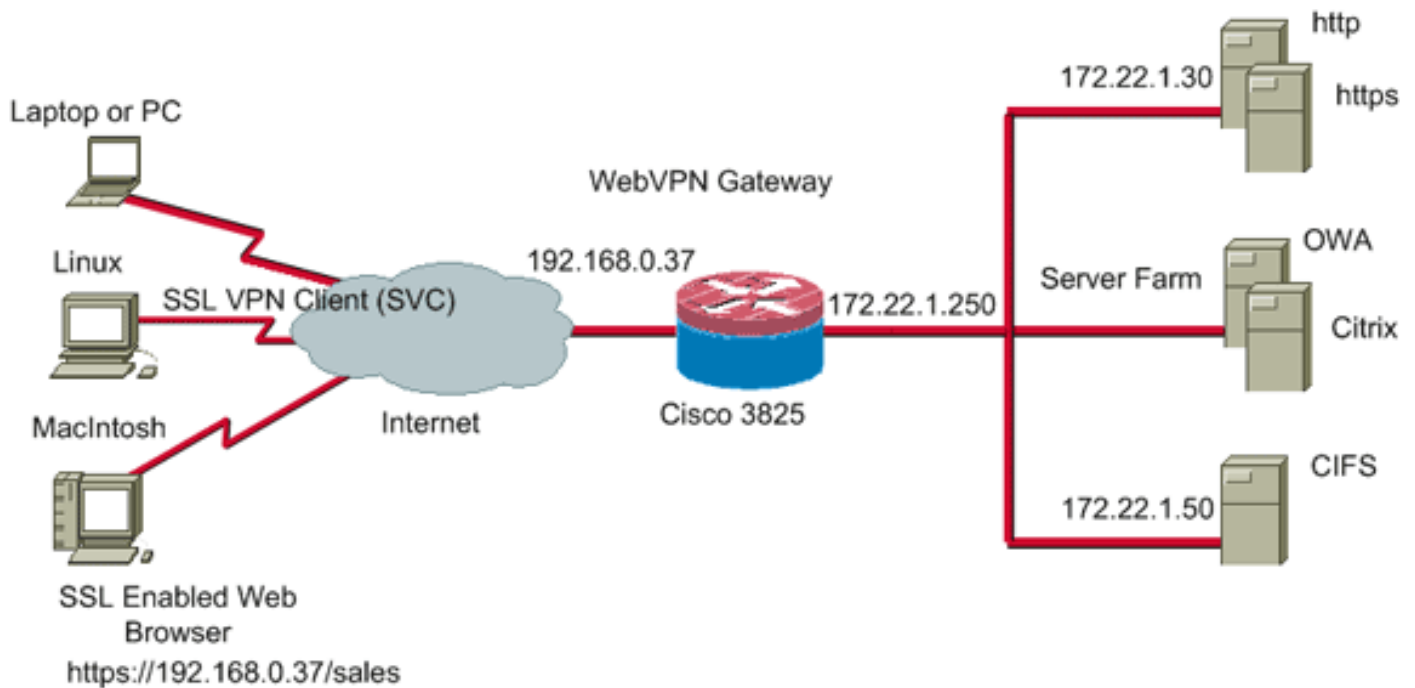 http
172.22.1.30
https
Laptop or PC
WebVPN Gateway
Linux
192.168.0.37
OWA
SSL VPN Client (SVC)
172.22.1.250
Server Farm
Citrix
MacIntosh
Internet
Cisco 3825
CIFS
172.22.1.50
SSL Enabled Web
Browser
https://192.168.0.37/sales